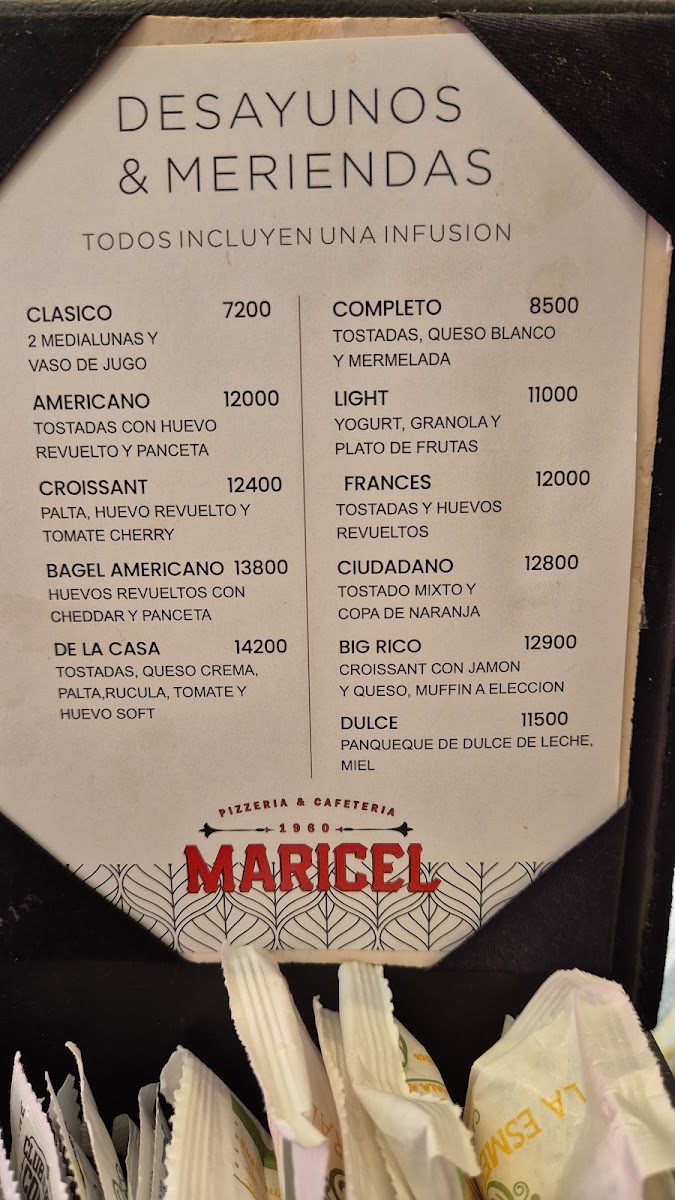 DESAYUNOS
& MERIENDAS
TODOS INCLUYEN UNA INFUSION
CLASICO 7200
2 MEDIALUNAS Y
VASO DE JUGO
AMERICANO 12000
TOSTADAS CON HUEVO
REVUELTO Y PANCETA
CROISSANT 12400
PALTA, HUEVO REVUELTO Y
TOMATE CHERRY
BAGEL AMERICANO 13800
HUEVOS REVUELTOS CON
CHEDDAR Y PANCETA
DE LA CASA 14200
TOSTADAS, QUESO CREMA,
PALTA,RUCULA, TOMATE Y
HUEVO SOFT
COMPLETO 8500
TOSTADAS, QUESO BLANCO
Y MERMELADA
LIGHT 11000
YOGURT, GRANOLA Y
PLATO DE FRUTAS
FRANCES 12000
TOSTADAS Y HUEVOS
REVUELTOS
CIUDADANO 12800
TOSTADO MIXTO Y
COPA DE NARANJA
BIG RICO 12900
CROISSANT CON JAMON
Y QUESO, MUFFIN A ELECCION
DULCE 11500
PANQUEQUE DE DULCE DE LECHE,
MIEL
PIZZERIA & CAFETERIA
1960
MARICEL
LA ESME